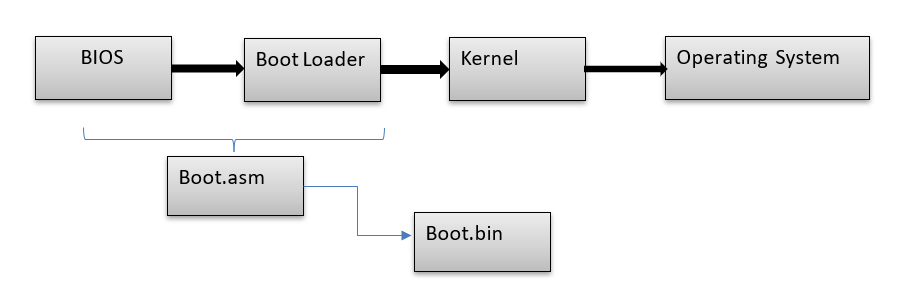 BIOS
Boot Loader
Kernel
Operating System
Boot.asm
Boot.bin